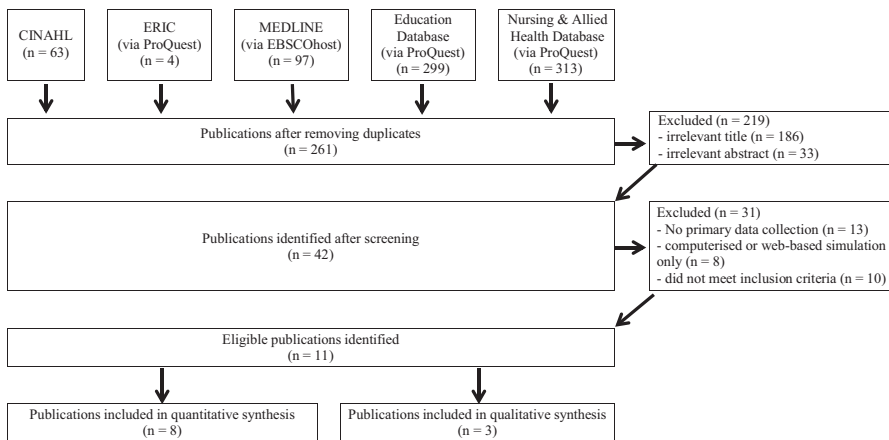 CINAHL
(n = 63)
ERIC
(via ProQuest)
(n = 4)
MEDLINE
(via EBSCOhost)
(n = 97)
Education
Database
(via ProQuest)
(n = 299)
Nursing & Allied
Health Database
(via ProQuest)
(n = 313)
Publications after removing duplicates
(n = 261)
Excluded (n = 219)
- irrelevant title (n = 186)
- irrelevant abstract (n = 33)
Publications identified after screening
(n = 42)
Excluded (n = 31)
- No primary data collection (n = 13)
- computerised or web-based simulation
only (n = 8)
- did not meet inclusion criteria (n = 10)
Eligible publications identified
(n = 11)
Publications included in quantitative synthesis
(n = 8)
Publications included in qualitative synthesis
(n = 3)